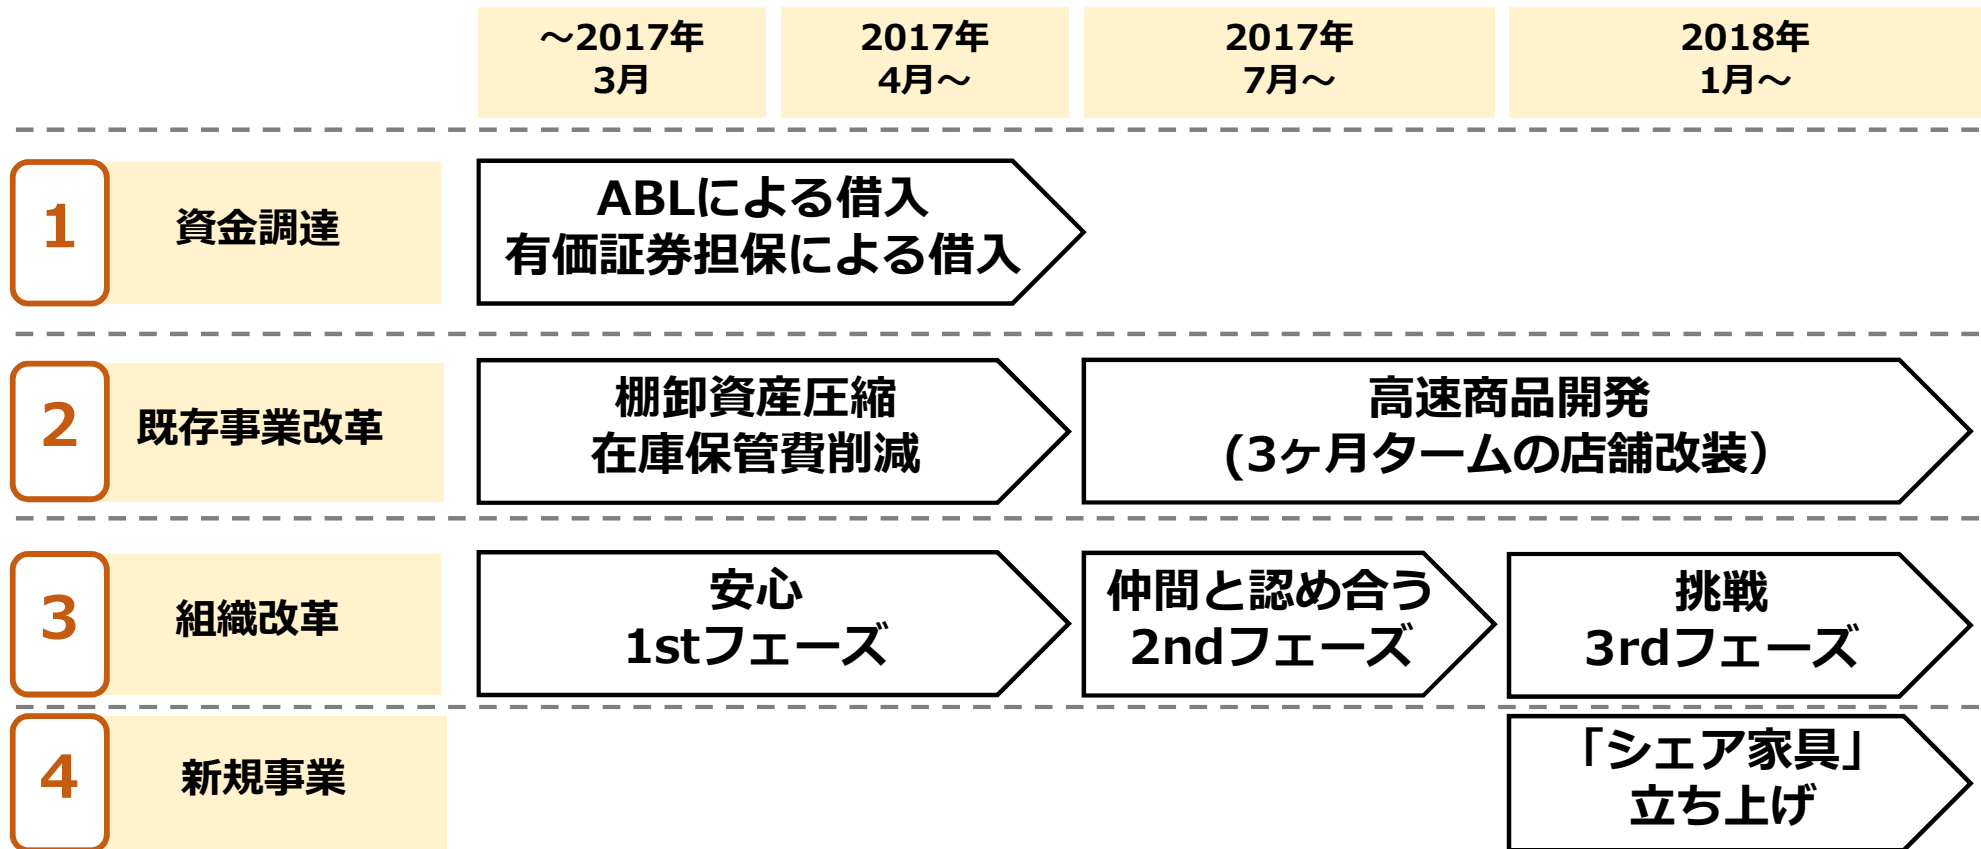 ～2017年
3月
2017年
4月～
2017年
7月～
2018年
1月～
1
資金調達
ABLによる借入
有価証券担保による借入
2
既存事業改革
棚卸資産圧縮
在庫保管費削減
高速商品開発
(3ヶ月タームの店舗改装）
3
組織改革
安心
1stフェーズ
仲間と認め合う
2ndフェーズ
挑戦
3rdフェーズ
4
新規事業
「シェア家具」
立ち上げ